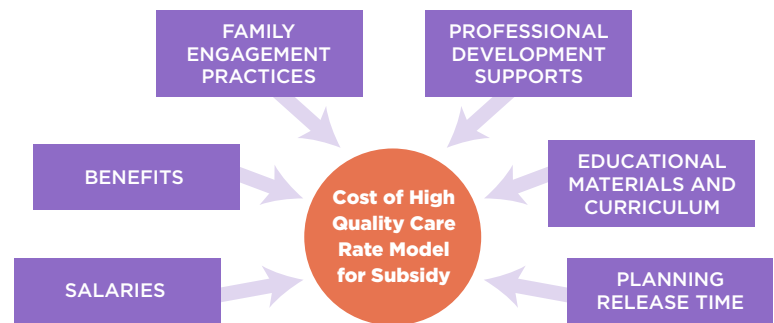 FAMILY
ENGAGEMENT
PRACTICES
PROFESSIONAL
DEVELOPMENT
SUPPORTS
BENEFITS
EDUCATIONAL
MATERIALS AND
CURRICULUM
Cost of High
Quality Care
Rate Model
for Subsidy
SALARIES
PLANNING
RELEASE TIME